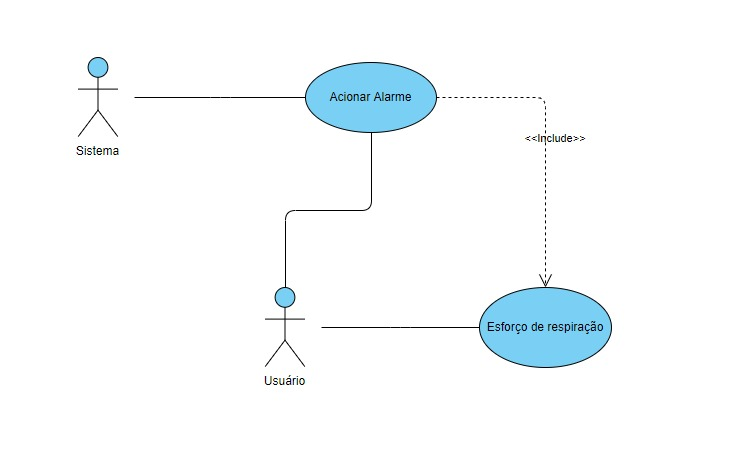 Acionar Alarme
<<Include>>
Sistema
Esforço de respiração
Usuário